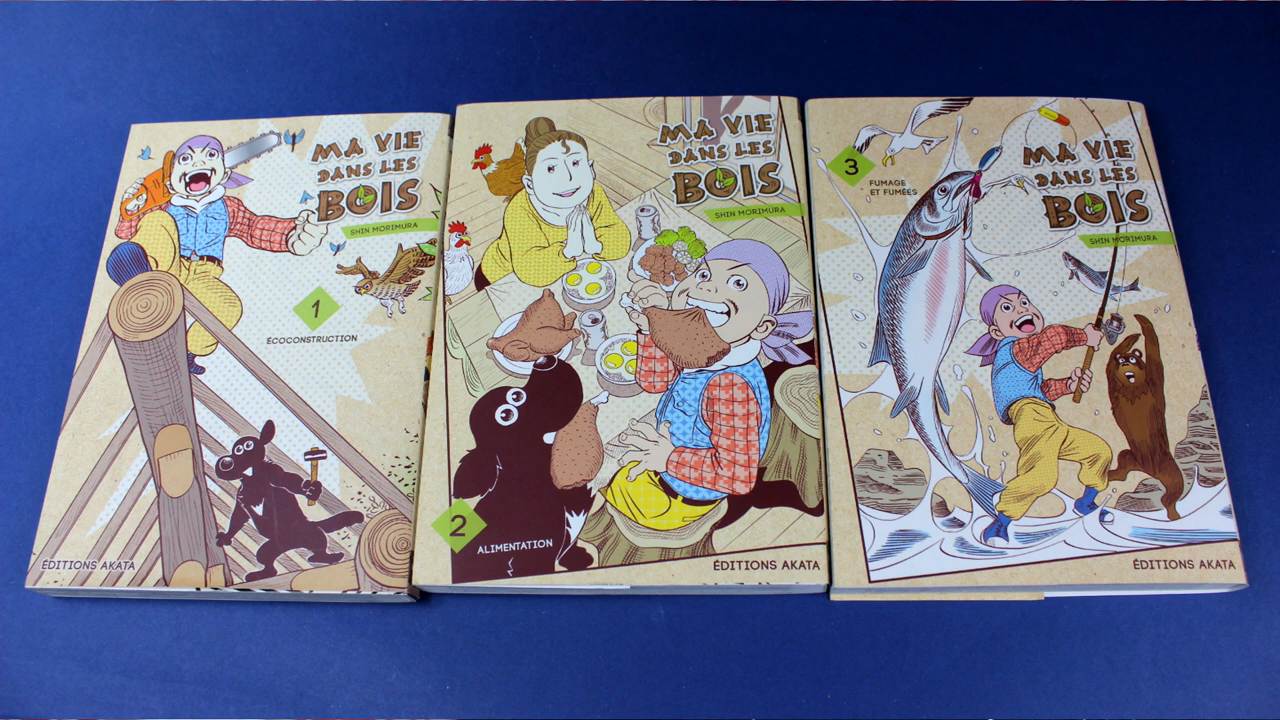 MA VIE
DANS LES
BOIS
SHIN MORIMURA
1
ÉCOCONSTRUCTION
ÉDITIONS AKATA
MA VIE
DANS LES
BOIS
SHIN MORIMURA
2
ALIMENTATION
ÉDITIONS AKATA
3
FUMAGE
ET FUMÉES
MA VIE
DANS LES
BOIS
SHIN MORIMURA
ÉDITIONS AKATA